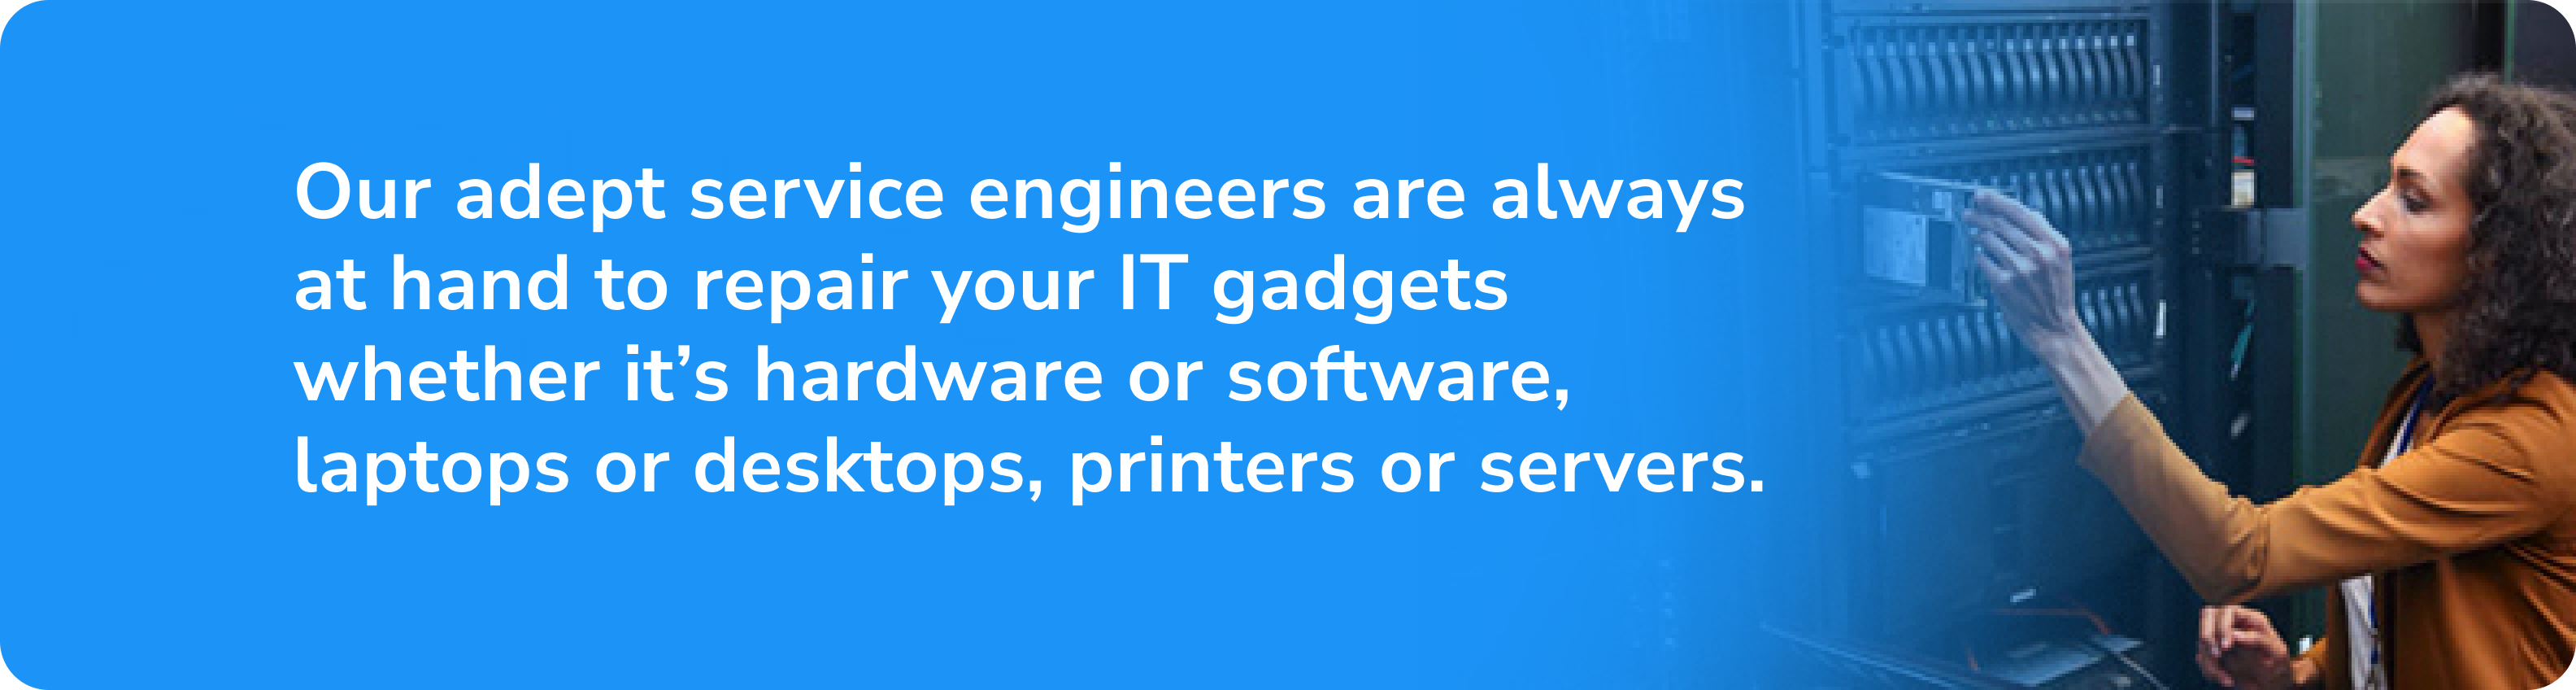 Our adept service engineers are always
at hand to repair your IT gadgets
whether it’s hardware or software,
laptops or desktops, printers or servers.